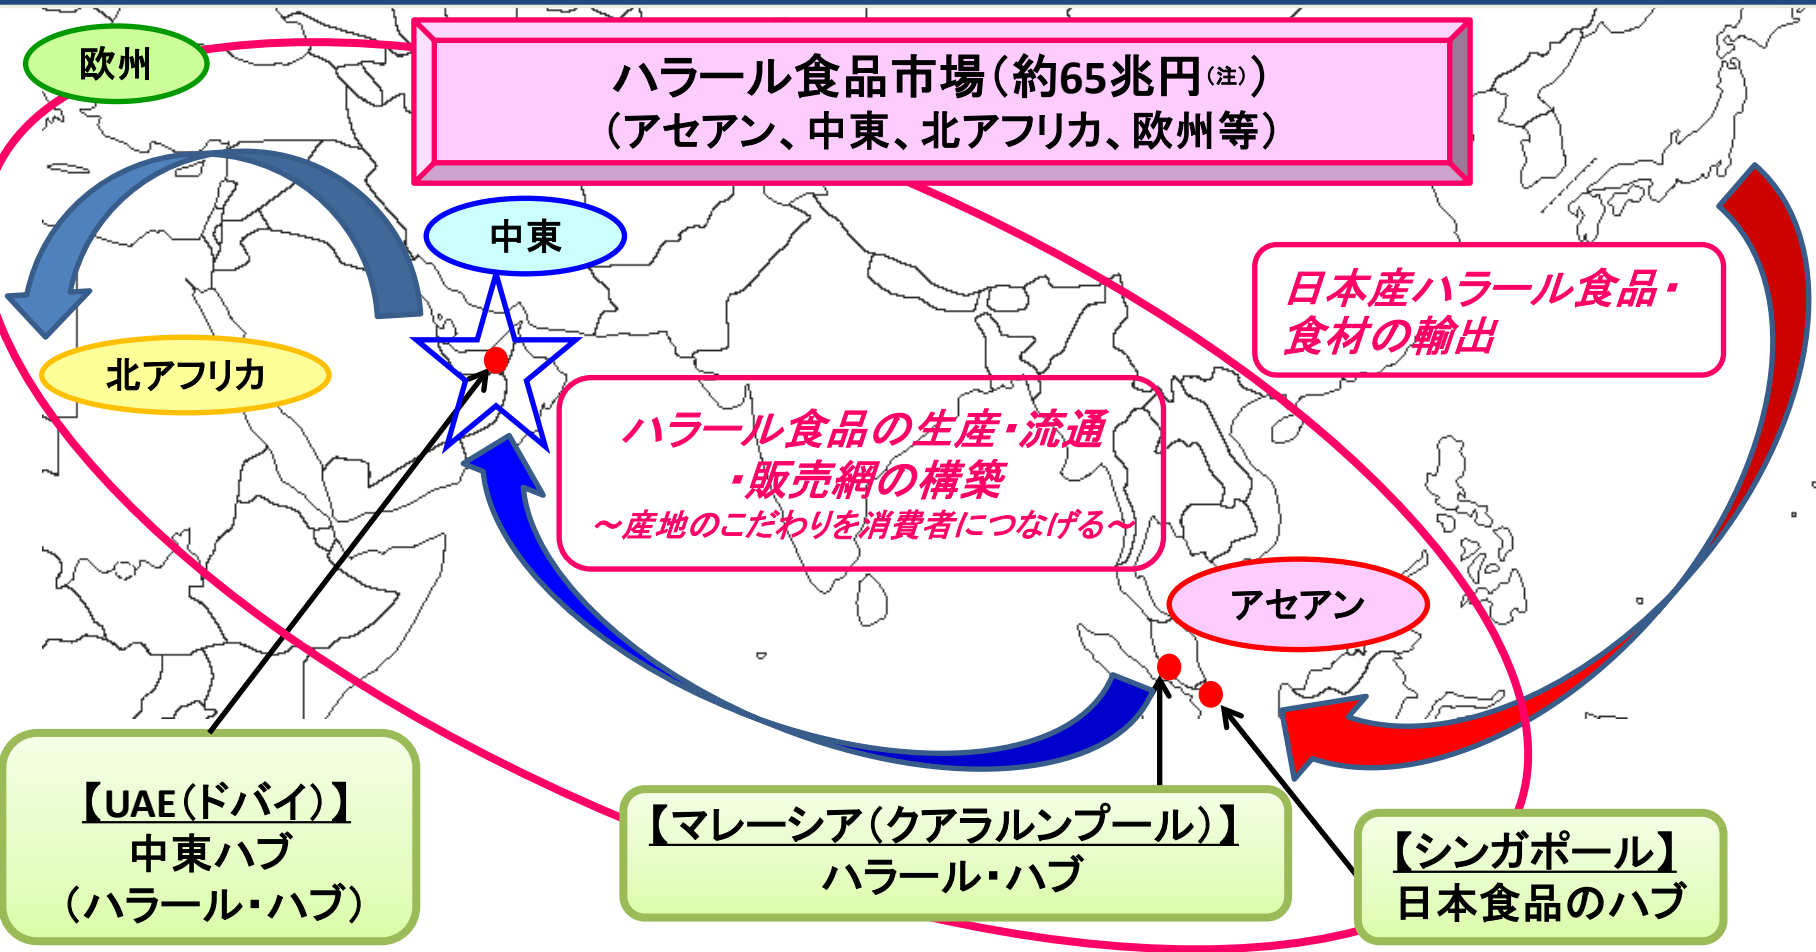 欧州
ハラール食品市場（約65兆円（注））
（アセアン、中東、北アフリカ、欧州等）
中東
日本産ハラール食品・
食材の輸出
北アフリカ
ハラール食品の生産・流通
・販売網の構築
～産地のこだわりを消費者につなげる～
アセアン
【UAE（ドバイ）】
中東ハブ
（ハラール・ハブ）
【マレーシア（クアラルンプール）】
ハラール・ハブ
【シンガポール】
日本食品のハブ